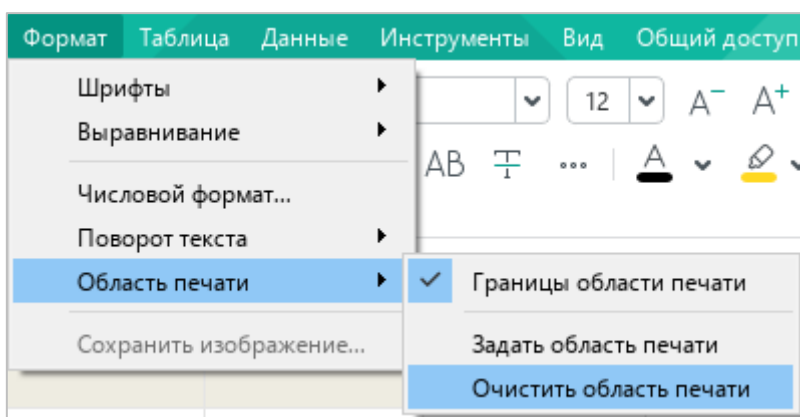 Формат Таблица Данные Инструменты Вид Общий доступ
Шрифты
12 A⁻ A⁺
Выравнивание
AB T ... A
Числовой формат...
Поворот текста
Область печати
Границы области печати
Сохранить изображение...
Задать область печати
Очистить область печати